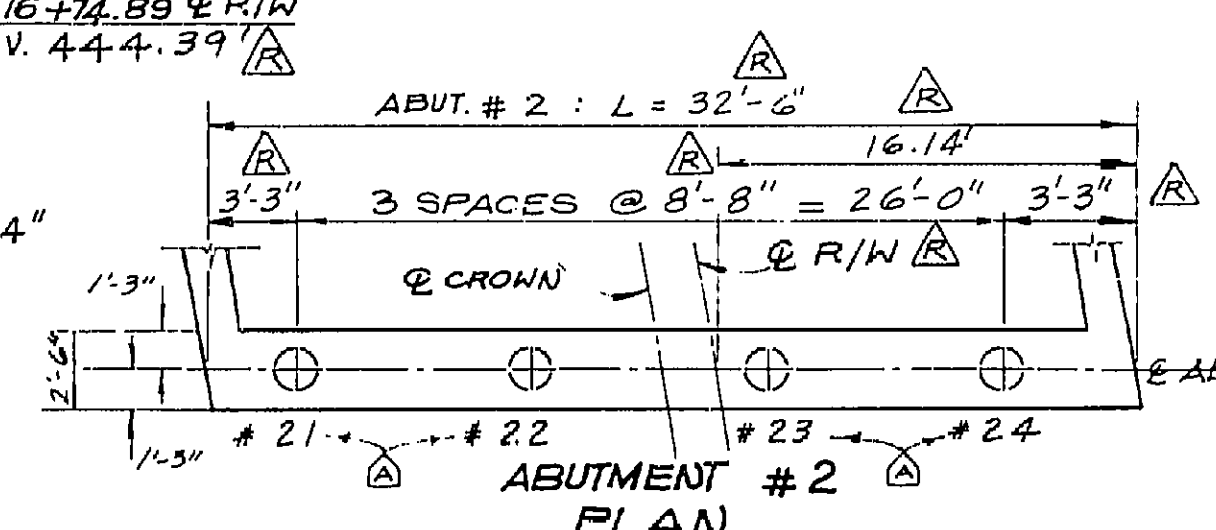 16+74.89 ℄ R/W
V. 444.39' R
R
ABUT. # 2 : L = 32'-6" R
R R 16.14'
3'-3" 3 SPACES @ 8'-8" = 26'-0" 3'-3" R
4"
℄ CROWN ℄ R/W R
1'-3"
2'-6"
℄ AB
# 21 # 22 # 23 # 24
1'-3" A A
ABUTMENT # 2
PLAN